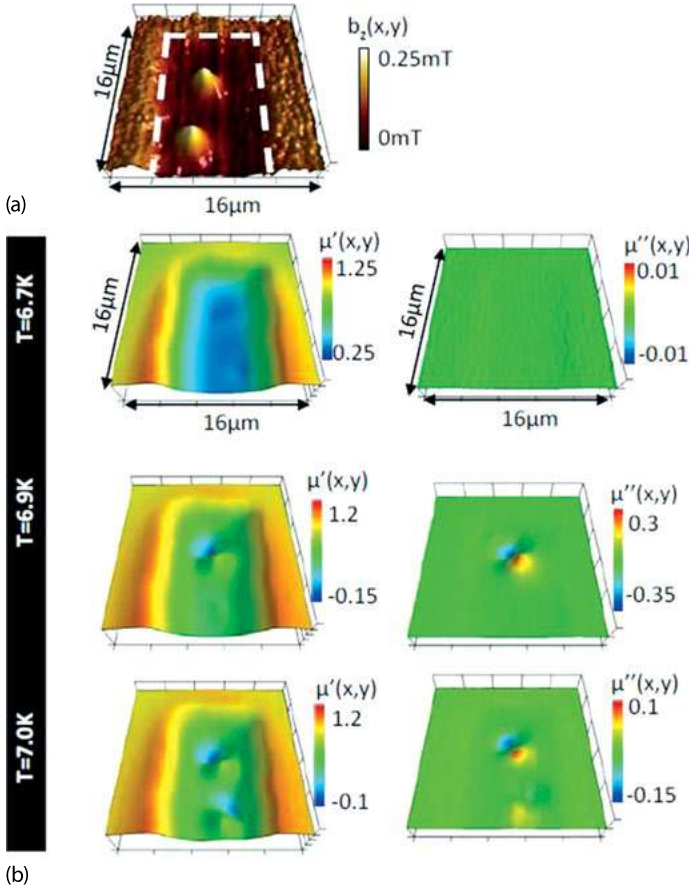 b_z(x,y)
0.25mT
0mT
16µm
16µm
(a)
T=6.7K
µ'(x,y)
1.25
0.25
16µm
16µm
µ''(x,y)
0.01
-0.01
16µm
16µm
T=6.9K
µ'(x,y)
1.2
-0.15
µ''(x,y)
0.3
-0.35
T=7.0K
µ'(x,y)
1.2
-0.1
µ''(x,y)
0.1
-0.15
(b)